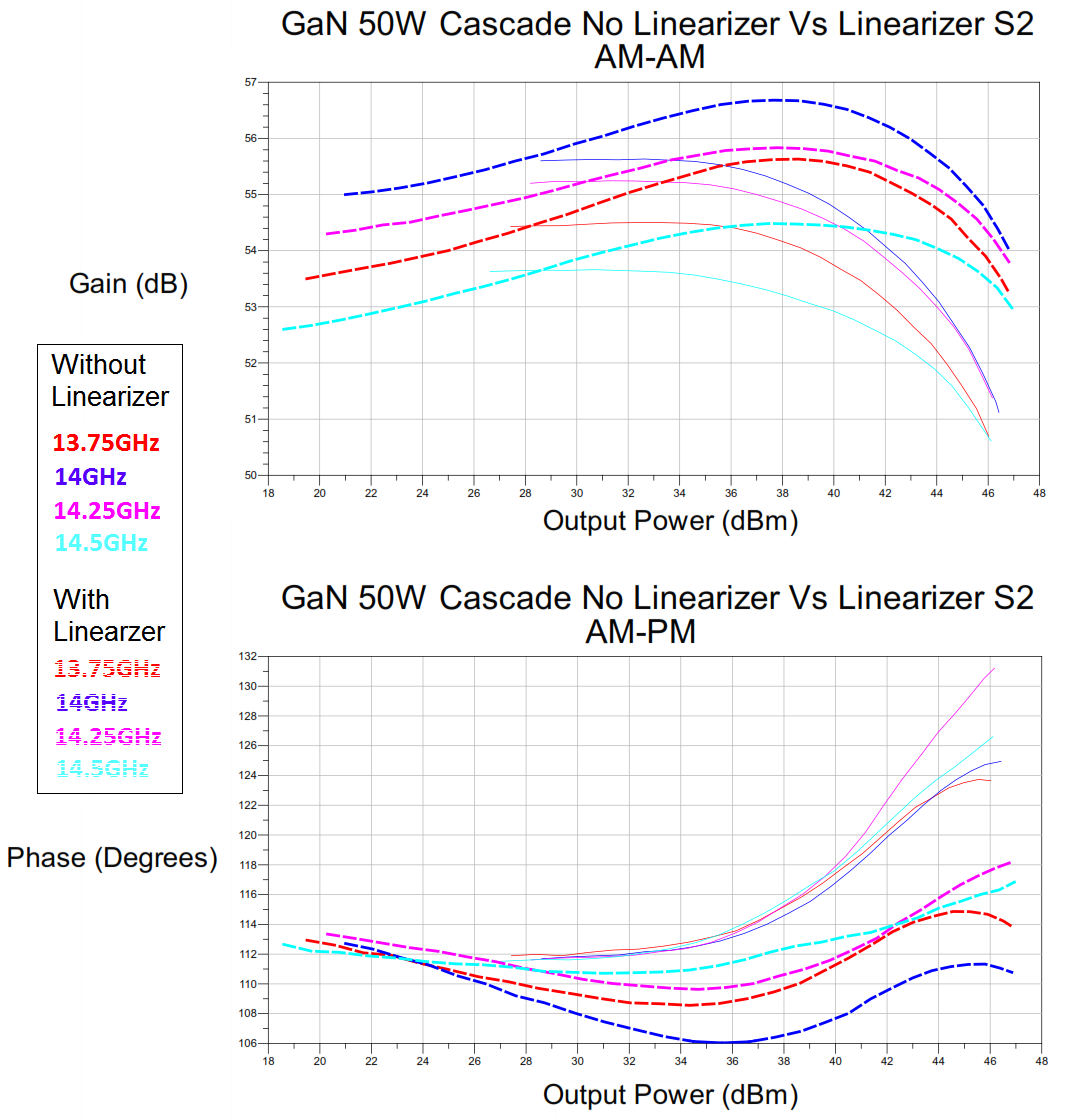 GaN 50W Cascade No Linearizer Vs Linearizer S2
AM-AM
57
56
55
54
53
52
51
50
18 20 22 24 26 28 30 32 34 36 38 40 42 44 46 48
Output Power (dBm)
Gain (dB)
Without
Linearizer
13.75GHz
14GHz
14.25GHz
14.5GHz
With
Linearzer
13.75GHz
14GHz
14.25GHz
14.5GHz
GaN 50W Cascade No Linearizer Vs Linearizer S2
AM-PM
132
130
128
126
124
122
120
118
116
114
112
110
108
106
18 20 22 24 26 28 30 32 34 36 38 40 42 44 46 48
Phase (Degrees)
Output Power (dBm)